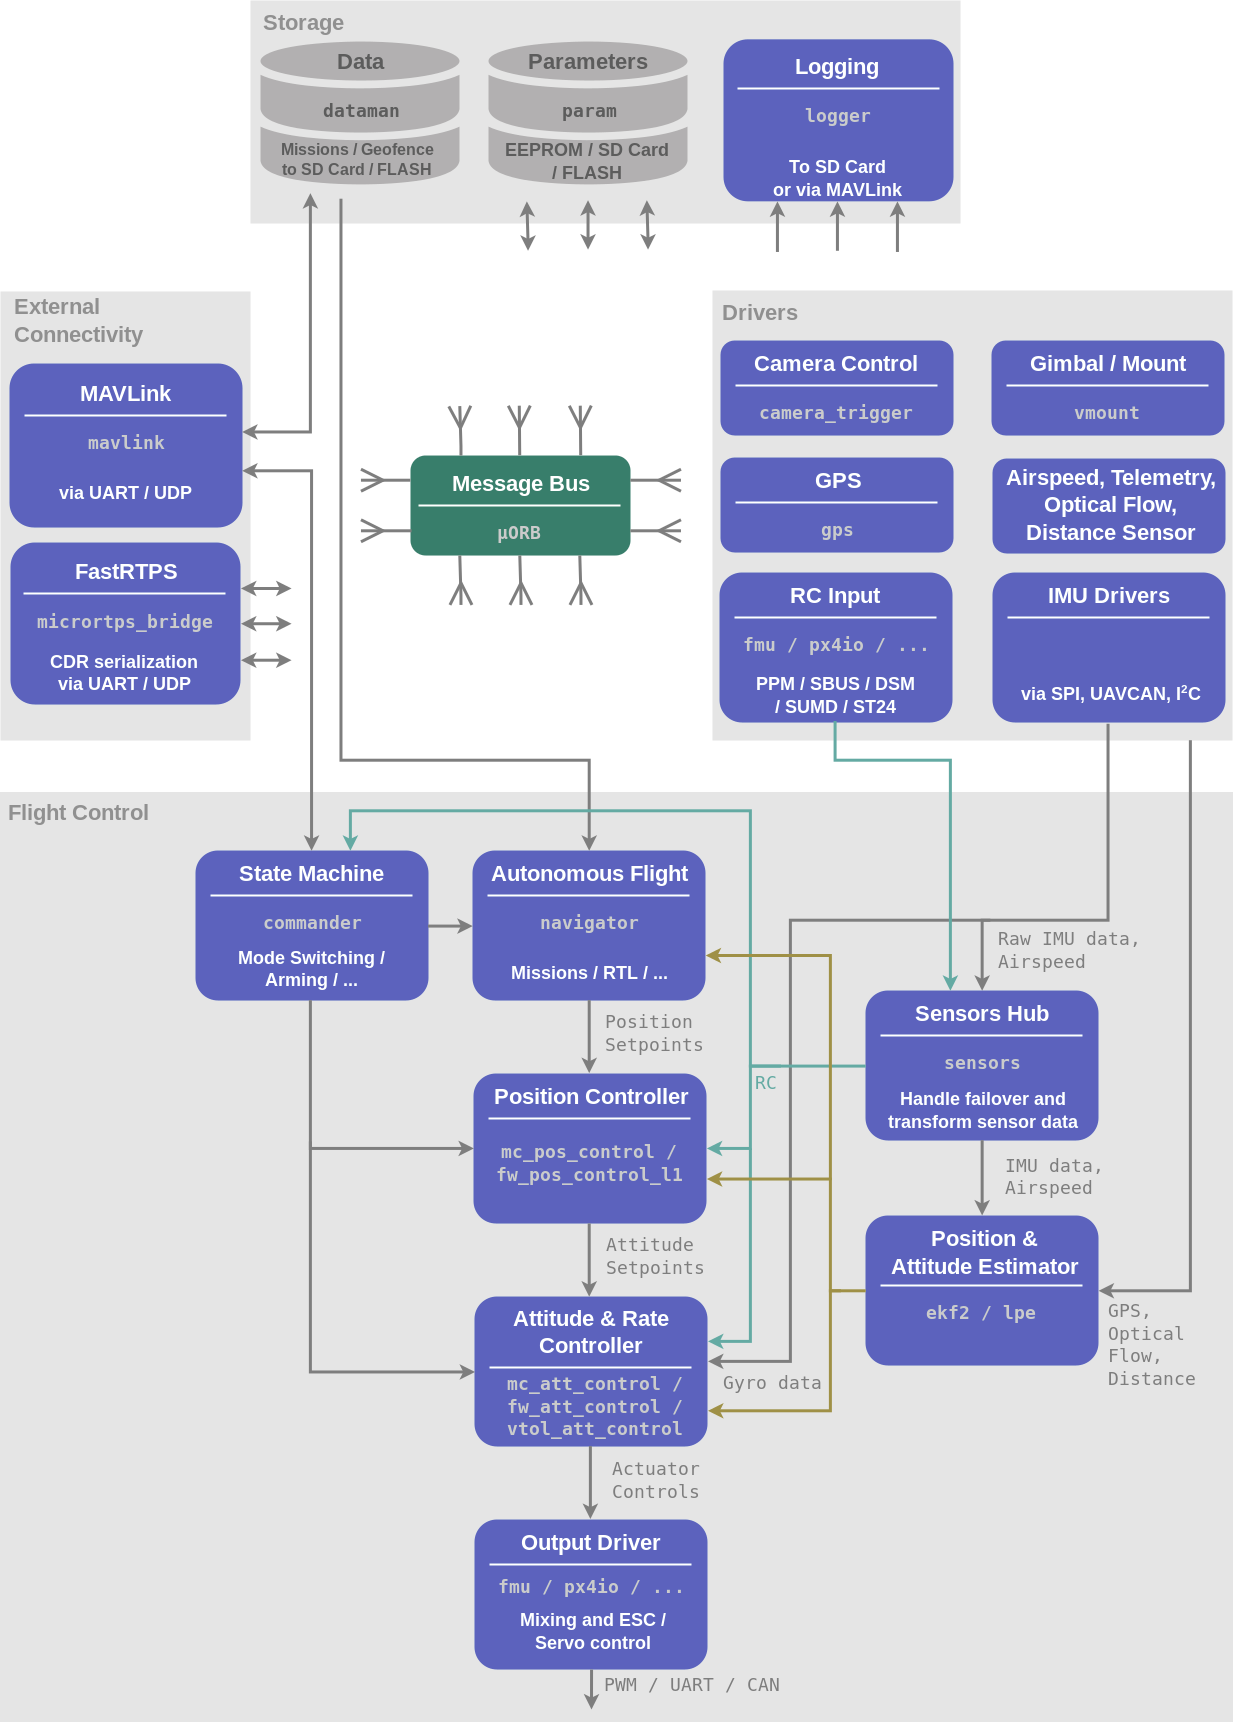 Storage
Data
dataman
Missions / Geofence
to SD Card / FLASH
Parameters
param
EEPROM / SD Card
/ FLASH
Logging
logger
To SD Card
or via MAVLink
External
Connectivity
MAVLink
mavlink
via UART / UDP
FastRTPS
micrortps_bridge
CDR serialization
via UART / UDP
Message Bus
µORB
Drivers
Camera Control
camera_trigger
Gimbal / Mount
vmount
GPS
gps
Airspeed, Telemetry,
Optical Flow,
Distance Sensor
RC Input
fmu / px4io / ...
PPM / SBUS / DSM
/ SUMD / ST24
IMU Drivers
via SPI, UAVCAN, I²C
Flight Control
State Machine
commander
Mode Switching /
Arming / ...
Autonomous Flight
navigator
Missions / RTL / ...
Raw IMU data,
Airspeed
Position
Setpoints
Sensors Hub
sensors
Handle failover and
transform sensor data
RC
Position Controller
mc_pos_control /
fw_pos_control_l1
IMU data,
Airspeed
Attitude
Setpoints
Position &
Attitude Estimator
ekf2 / lpe
GPS,
Optical
Flow,
Distance
Attitude & Rate
Controller
mc_att_control /
fw_att_control /
vtol_att_control
Gyro data
Actuator
Controls
Output Driver
fmu / px4io / ...
Mixing and ESC /
Servo control
PWM / UART / CAN